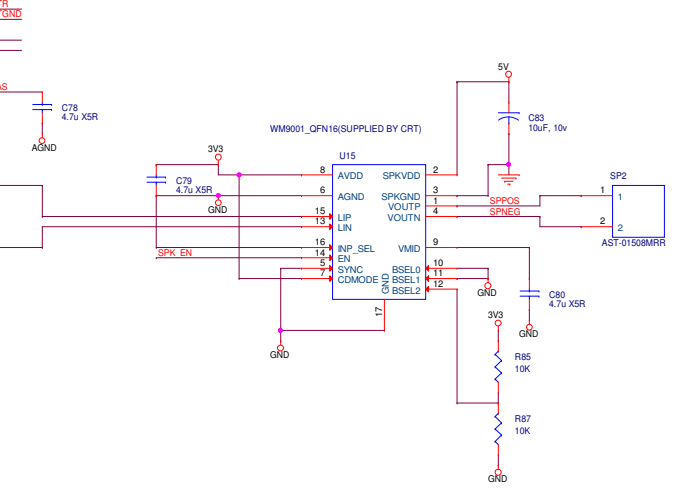 TR
TGND
AS
C78
4.7u X5R
AGND
5V
C83
10uF, 10v
WM9001_QFN16(SUPPLIED BY CRT)
3V3
U15
C79
4.7u X5R
GND
8 AVDD SPKVDD 2
6 AGND SPKGND 3
VOUTP 1 SPPOS
15 LIP VOUTN 4 SPNEG
13 LIN
16 INP_SEL VMID 9
SPK_EN 14 EN
5 SYNC BSEL0 10
7 CDMODE BSEL1 11
GND BSEL2 12
17
GND
GND
SP2
1 1
2 2
AST-01508MRR
C80
4.7u X5R
GND
3V3
R85
10K
R87
10K
GND